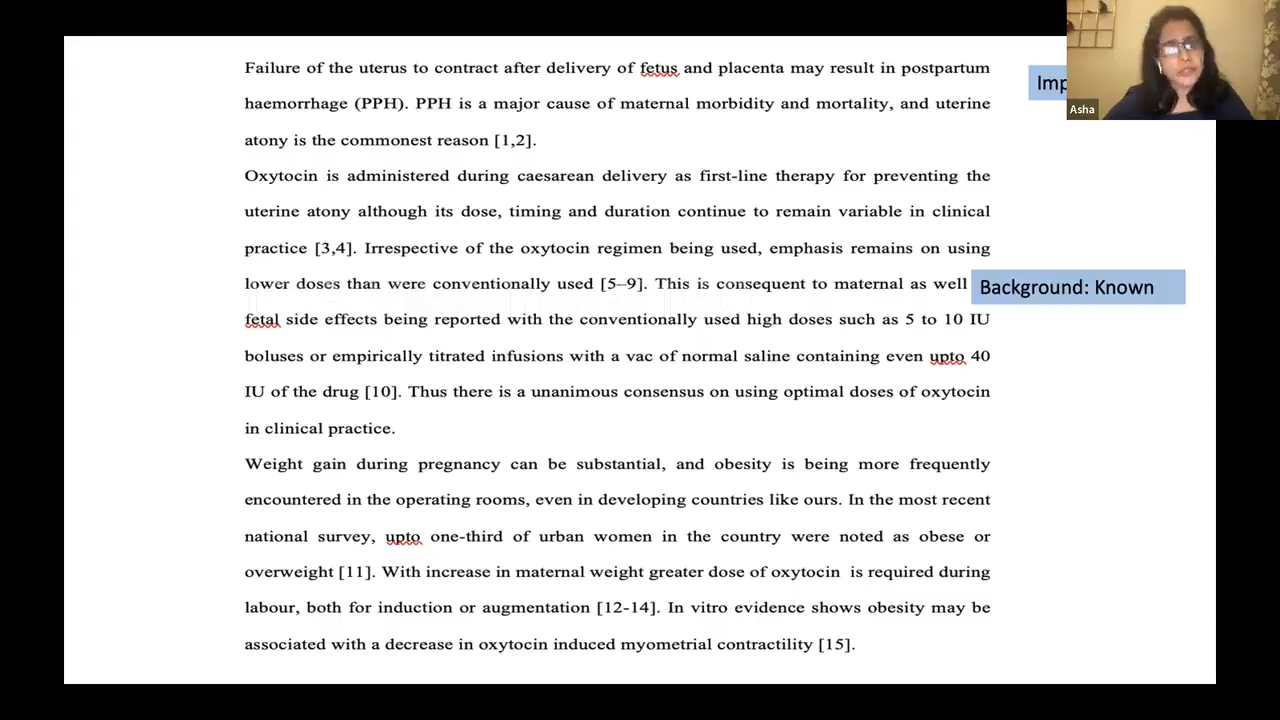 Failure of the uterus to contract after delivery of fetus and placenta may result in postpartum
haemorrhage (PPH). PPH is a major cause of maternal morbidity and mortality, and uterine
atony is the commonest reason [1,2].
Oxytocin is administered during caesarean delivery as first-line therapy for preventing the
uterine atony although its dose, timing and duration continue to remain variable in clinical
practice [3,4]. Irrespective of the oxytocin regimen being used, emphasis remains on using
lower doses than were conventionally used [5–9]. This is consequent to maternal as well
fetal side effects being reported with the conventionally used high doses such as 5 to 10 IU
boluses or empirically titrated infusions with a vac of normal saline containing even upto 40
IU of the drug [10]. Thus there is a unanimous consensus on using optimal doses of oxytocin
in clinical practice.
Weight gain during pregnancy can be substantial, and obesity is being more frequently
encountered in the operating rooms, even in developing countries like ours. In the most recent
national survey, upto one-third of urban women in the country were noted as obese or
overweight [11]. With increase in maternal weight greater dose of oxytocin is required during
labour, both for induction or augmentation [12-14]. In vitro evidence shows obesity may be
associated with a decrease in oxytocin induced myometrial contractility [15].
Imp
Asha
Background: Known